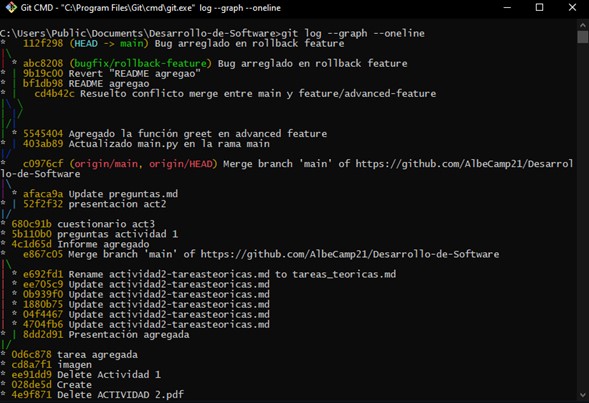 Git CMD - "C:\Program Files\Git\cmd\git.exe" log --graph --oneline
C:\Users\Public\Documents\Desarrollo-de-Software>git log --graph --oneline
*   112f298 (HEAD -> main) Bug arreglado en rollback feature
|\
| * abc8208 (bugfix/rollback-feature) Bug arreglado en rollback feature
* | 9b19c00 Revert "README agregao"
* | bf1db98 README agregao
* |   cd4b42c Resuelto conflicto merge entre main y feature/advanced-feature
|\ \
| |/
|/|
| * 5545404 Agregado la función greet en advanced feature
* | 403ab89 Actualizado main.py en la rama main
|/
*   c0976cf (origin/main, origin/HEAD) Merge branch 'main' of https://github.com/AlbeCamp21/Desarrol
lo-de-Software
|\
| * afaca9a Update preguntas.md
* | 52f2f32 presentacion act2
|/
* 680c91b cuestionario act3
* 5b110b0 preguntas actividad 1
* 4c1d65d Informe agregado
*   e867c05 Merge branch 'main' of https://github.com/AlbeCamp21/Desarrollo-de-Software
|\
| * e692fd1 Rename actividad2-tareasteoricas.md to tareas_teoricas.md
| * ee705c9 Update actividad2-tareasteoricas.md
| * 0b939f0 Update actividad2-tareasteoricas.md
| * 1880b75 Update actividad2-tareasteoricas.md
| * 04f4467 Update actividad2-tareasteoricas.md
| * 4704fb6 Update actividad2-tareasteoricas.md
* | 8dd2d91 Presentación agregada
|/
* 0d6c878 tarea agregada
* cd8a7f1 imagen
* ee91dd9 Delete Actividad 1
* 028de5d Create
* 4e9f871 Delete ACTIVIDAD 2.pdf